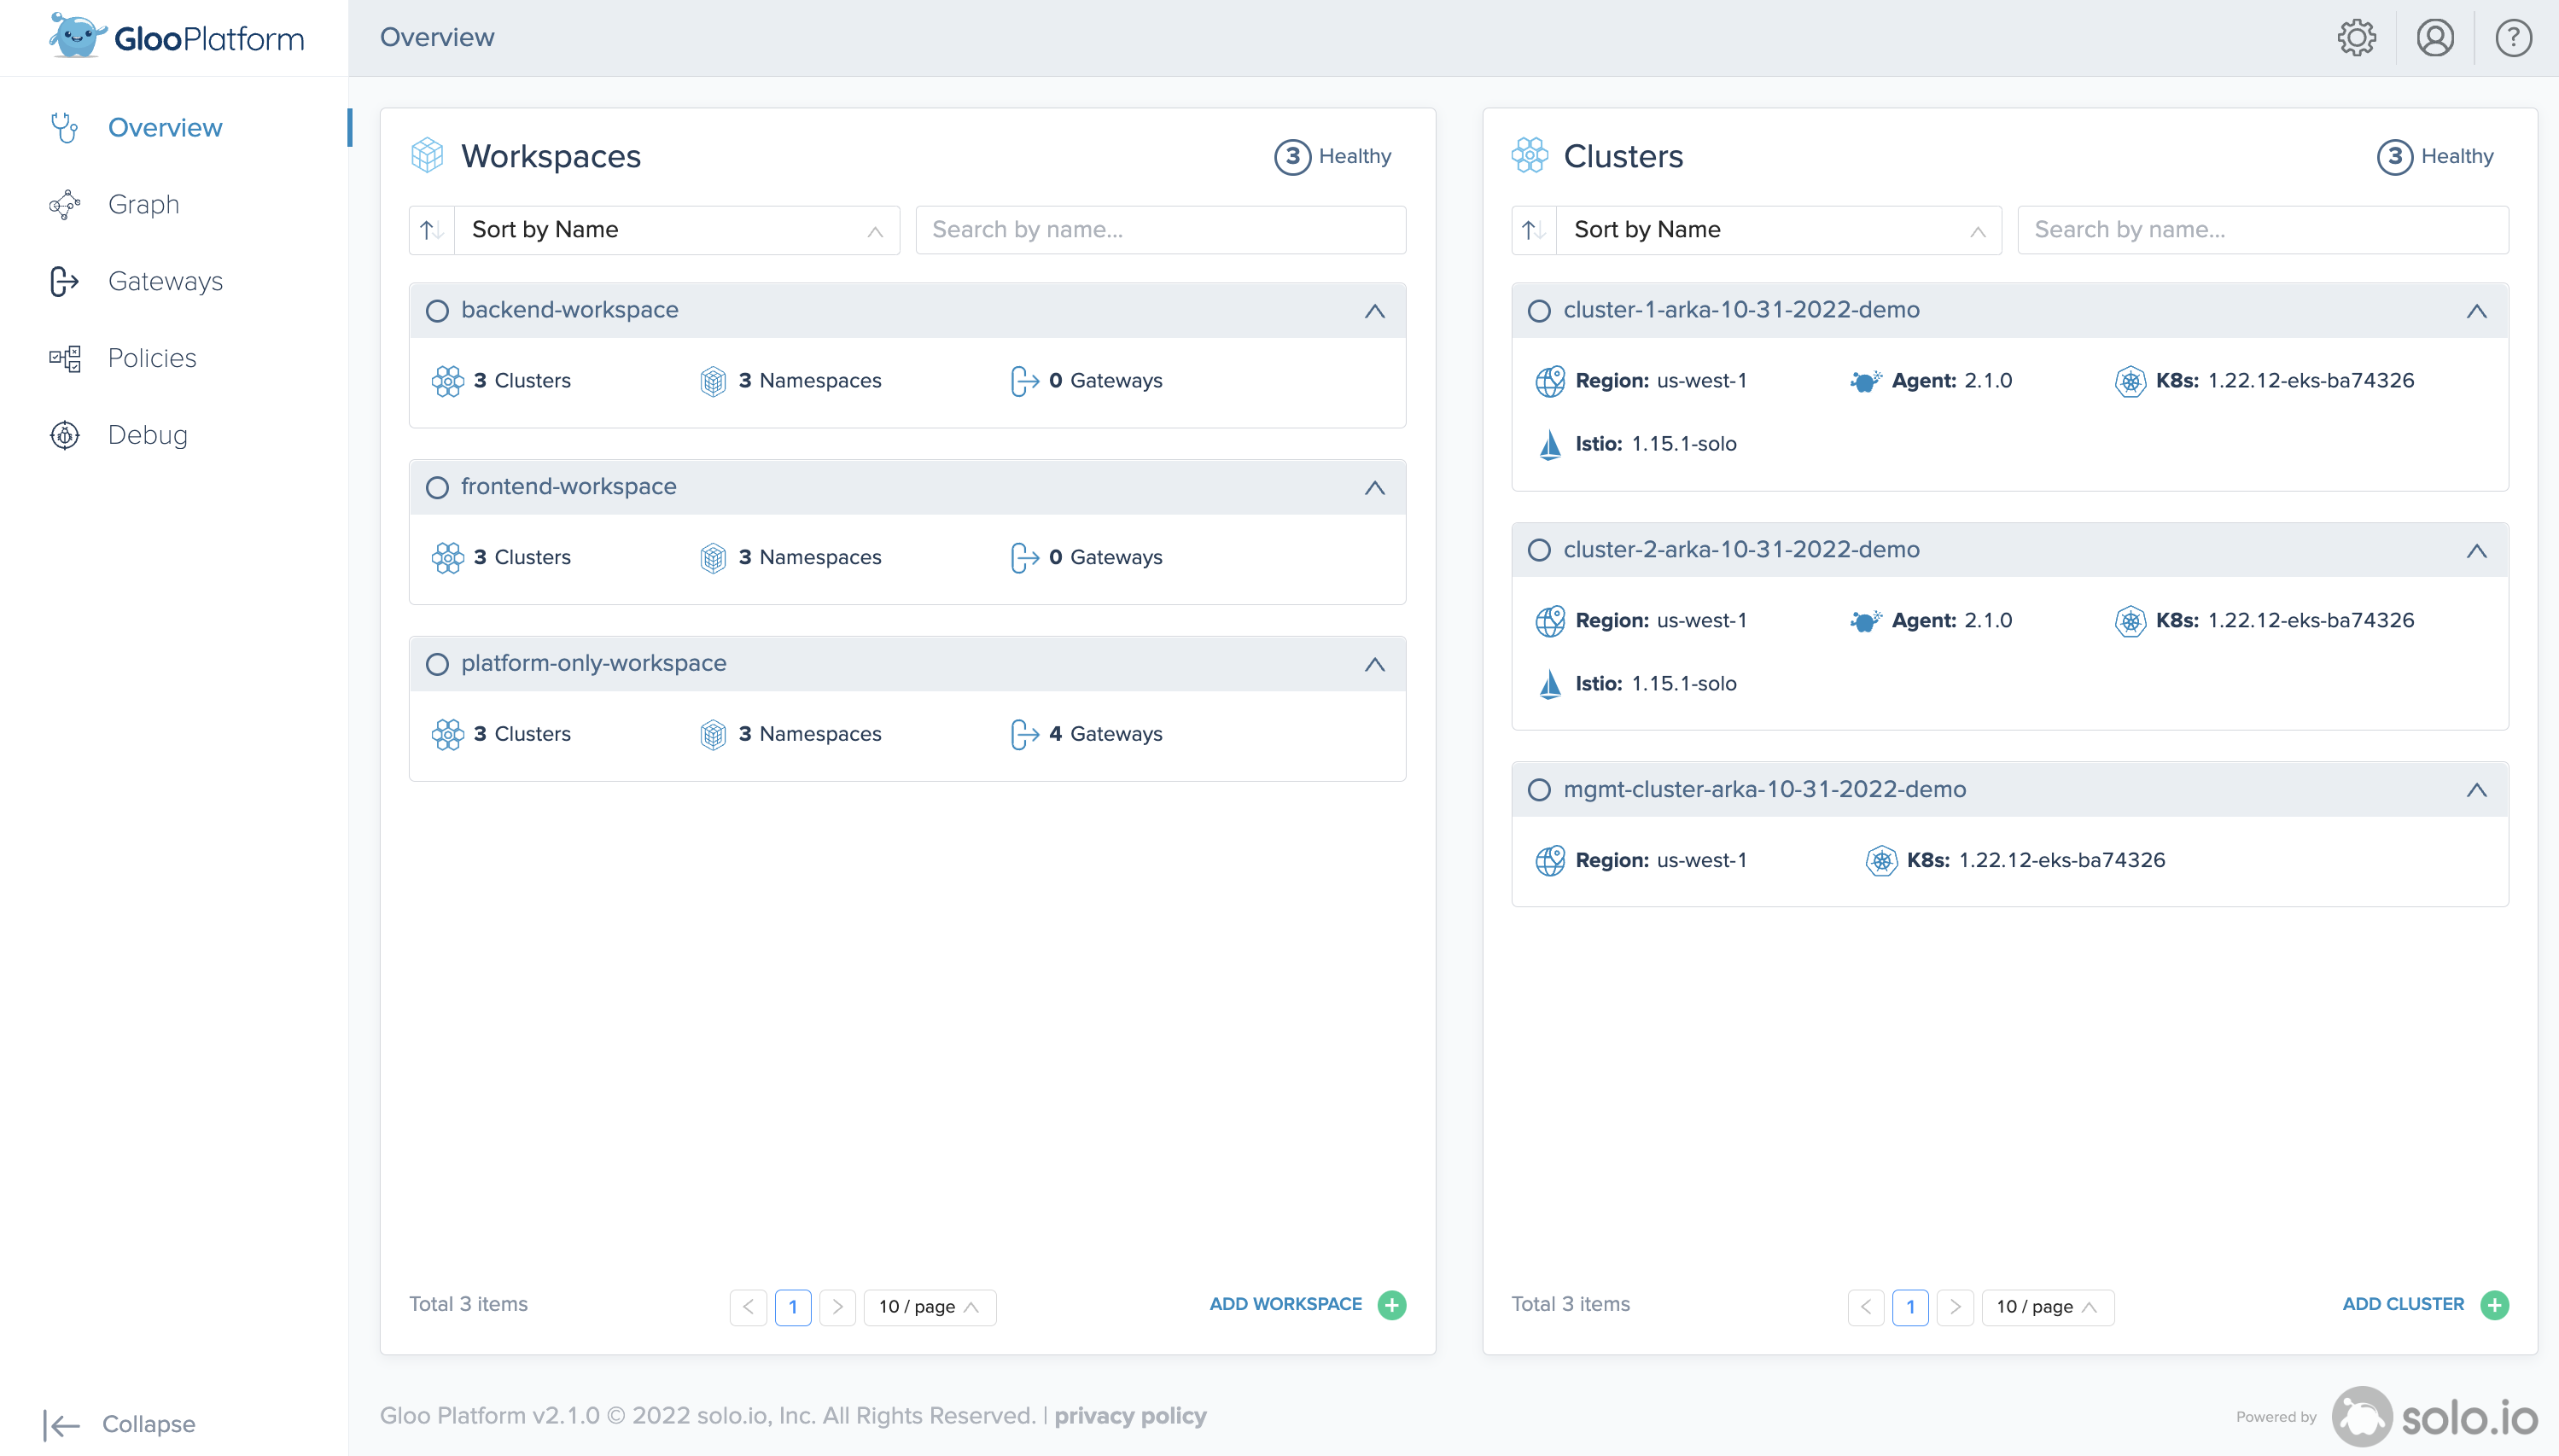 GlooPlatform
Overview
?
Overview
Graph
Gateways
Policies
Debug
Collapse
Workspaces
3 Healthy
Sort by Name
Search by name...
backend-workspace
3 Clusters
3 Namespaces
0 Gateways
frontend-workspace
3 Clusters
3 Namespaces
0 Gateways
platform-only-workspace
3 Clusters
3 Namespaces
4 Gateways
Total 3 items
1
10 / page
ADD WORKSPACE
Clusters
3 Healthy
Sort by Name
Search by name...
cluster-1-arka-10-31-2022-demo
Region: us-west-1
Agent: 2.1.0
K8s: 1.22.12-eks-ba74326
Istio: 1.15.1-solo
cluster-2-arka-10-31-2022-demo
Region: us-west-1
Agent: 2.1.0
K8s: 1.22.12-eks-ba74326
Istio: 1.15.1-solo
mgmt-cluster-arka-10-31-2022-demo
Region: us-west-1
K8s: 1.22.12-eks-ba74326
Total 3 items
1
10 / page
ADD CLUSTER
Gloo Platform v2.1.0 © 2022 solo.io, Inc. All Rights Reserved. | privacy policy
Powered by
solo.io